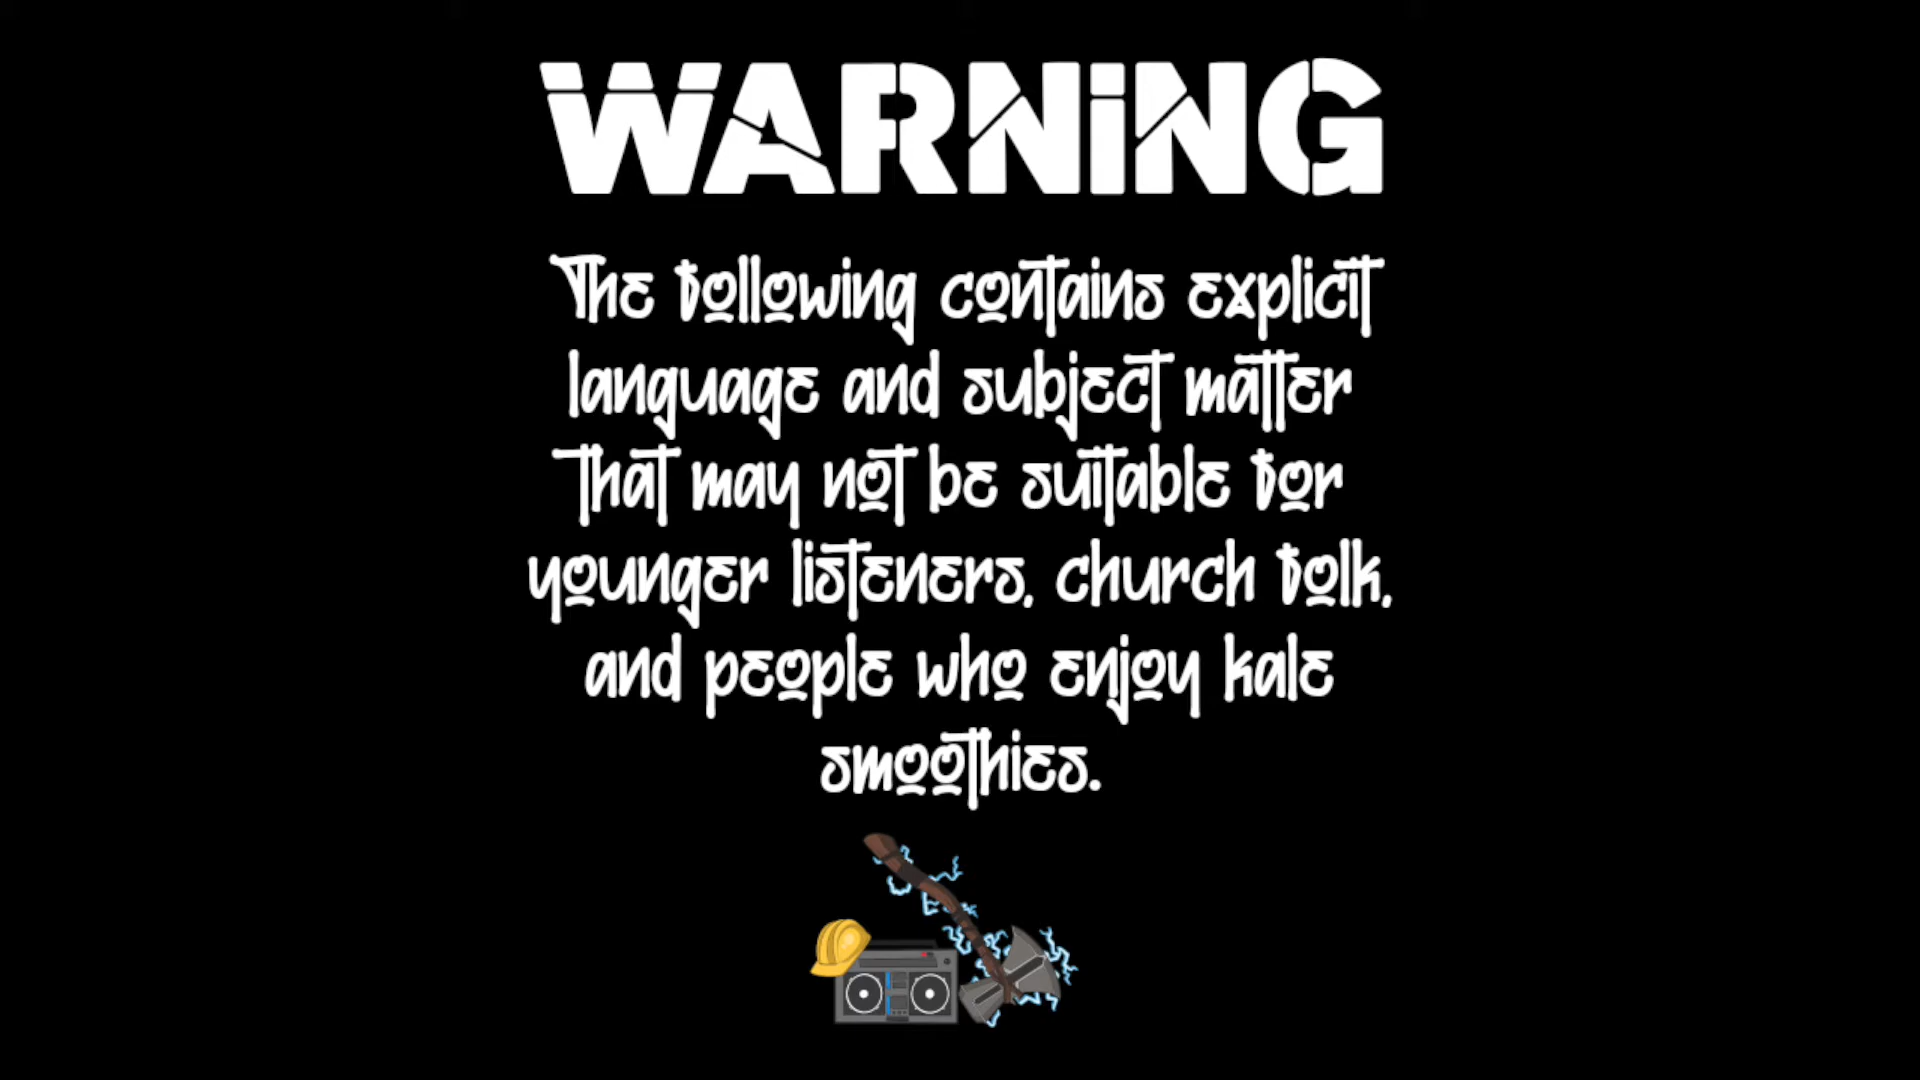 WARNiNG
The following contains explicit
language and subject matter
that may not be suitable for
younger listeners, church folk,
and people who enjoy kale
smoothies.